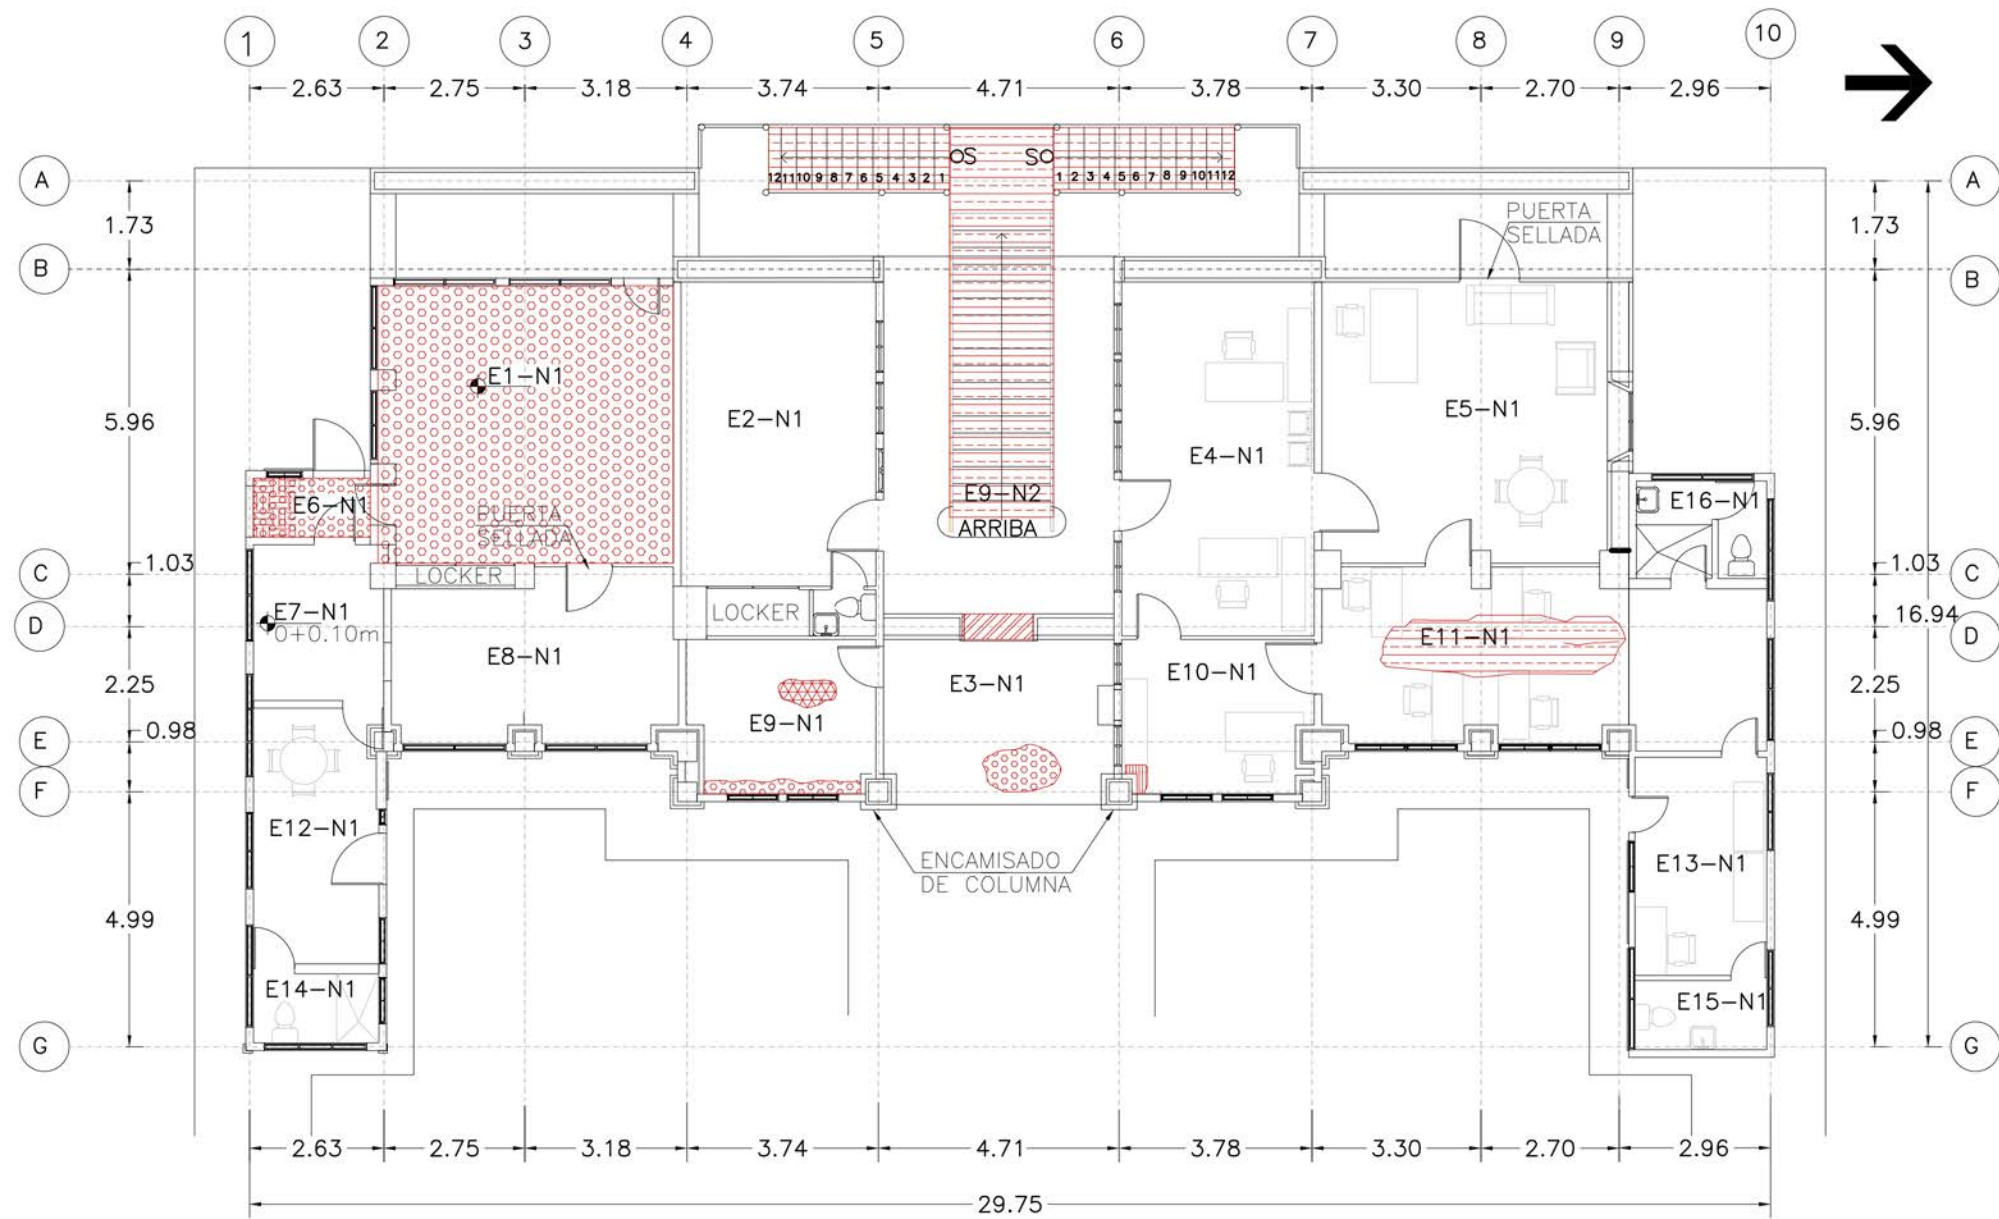 1 2 3 4 5 6 7 8 9 10
2.63 2.75 3.18 3.74 4.71 3.78 3.30 2.70 2.96
OS SO
121110 9 8 7 6 5 4 3 2 1 1 2 3 4 5 6 7 8 9 101112
A A
1.73 PUERTA 1.73
SELLADA
B B
E1-N1
5.96 E2-N1 E5-N1 5.96
E4-N1
E6-N1 E9-N2 E16-N1
PUERTA
SELLADA ARRIBA
1.03 1.03
C LOCKER C
E7-N1 LOCKER 16.94
D 0+0.10m E11-N1 D
E8-N1
2.25 E3-N1 E10-N1 2.25
E9-N1
0.98 0.98
E E
F F
E12-N1
ENCAMISADO E13-N1
DE COLUMNA
4.99 4.99
E14-N1 E15-N1
G G
2.63 2.75 3.18 3.74 4.71 3.78 3.30 2.70 2.96
29.75